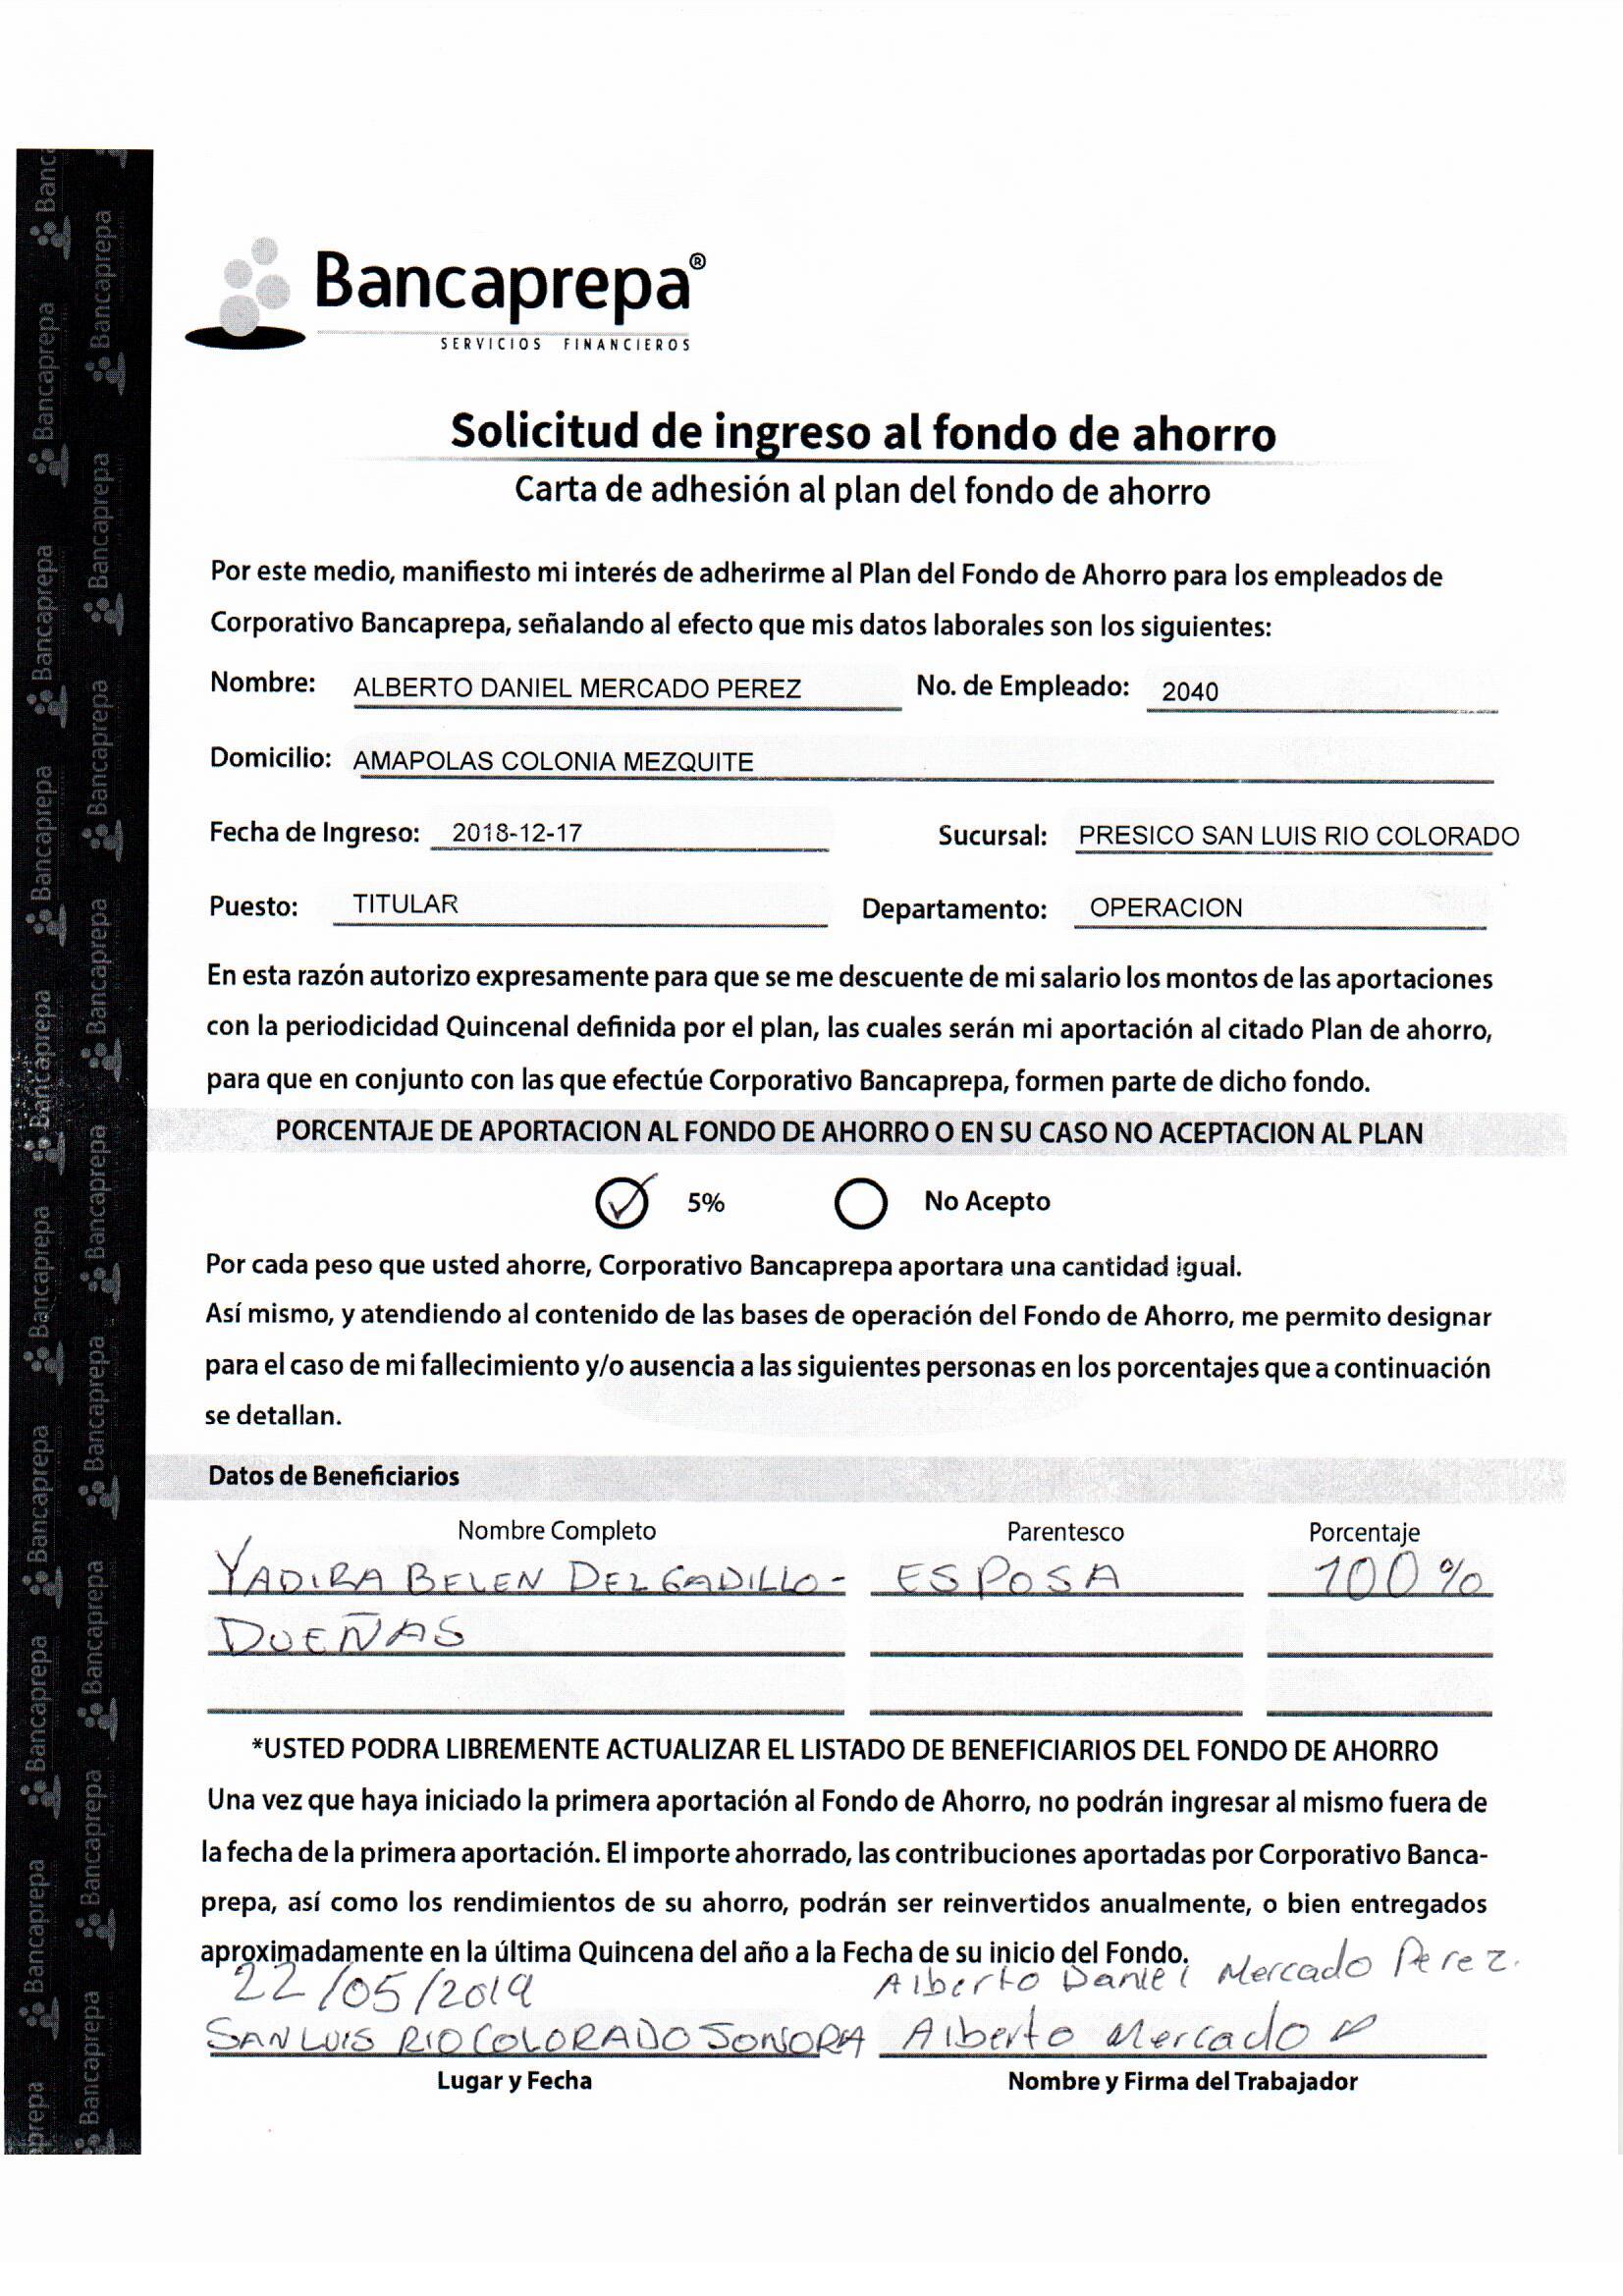 Bancaprepa®
SERVICIOS FINANCIEROS
Solicitud de ingreso al fondo de ahorro
Carta de adhesión al plan del fondo de ahorro
Por este medio, manifiesto mi interés de adherirme al Plan del Fondo de Ahorro para los empleados de
Corporativo Bancaprepa, señalando al efecto que mis datos laborales son los siguientes:
Nombre: ALBERTO DANIEL MERCADO PEREZ No. de Empleado: 2040
Domicilio: AMAPOLAS COLONIA MEZQUITE
Fecha de Ingreso: 2018-12-17 Sucursal: PRESICO SAN LUIS RIO COLORADO
Puesto: TITULAR Departamento: OPERACION
En esta razón autorizo expresamente para que se me descuente de mi salario los montos de las aportaciones
con la periodicidad Quincenal definida por el plan, las cuales serán mi aportación al citado Plan de ahorro,
para que en conjunto con las que efectúe Corporativo Bancaprepa, formen parte de dicho fondo.
PORCENTAJE DE APORTACION AL FONDO DE AHORRO O EN SU CASO NO ACEPTACION AL PLAN
5% No Acepto
Por cada peso que usted ahorre, Corporativo Bancaprepa aportara una cantidad igual.
Así mismo, y atendiendo al contenido de las bases de operación del Fondo de Ahorro, me permito designar
para el caso de mi fallecimiento y/o ausencia a las siguientes personas en los porcentajes que a continuación
se detallan.
Datos de Beneficiarios
Nombre Completo Parentesco Porcentaje
YADIRA BELEN DELGADILLO- ESPOSA 100%
DUEÑAS
*USTED PODRA LIBREMENTE ACTUALIZAR EL LISTADO DE BENEFICIARIOS DEL FONDO DE AHORRO
Una vez que haya iniciado la primera aportación al Fondo de Ahorro, no podrán ingresar al mismo fuera de
la fecha de la primera aportación. El importe ahorrado, las contribuciones aportadas por Corporativo Banca-
prepa, así como los rendimientos de su ahorro, podrán ser reinvertidos anualmente, o bien entregados
aproximadamente en la última Quincena del año a la Fecha de su inicio del Fondo.
22/05/2019 Alberto Daniel Mercado Perez.
SAN LUIS RIO COLORADO SONORA Alberto Mercado
Lugar y Fecha Nombre y Firma del Trabajador